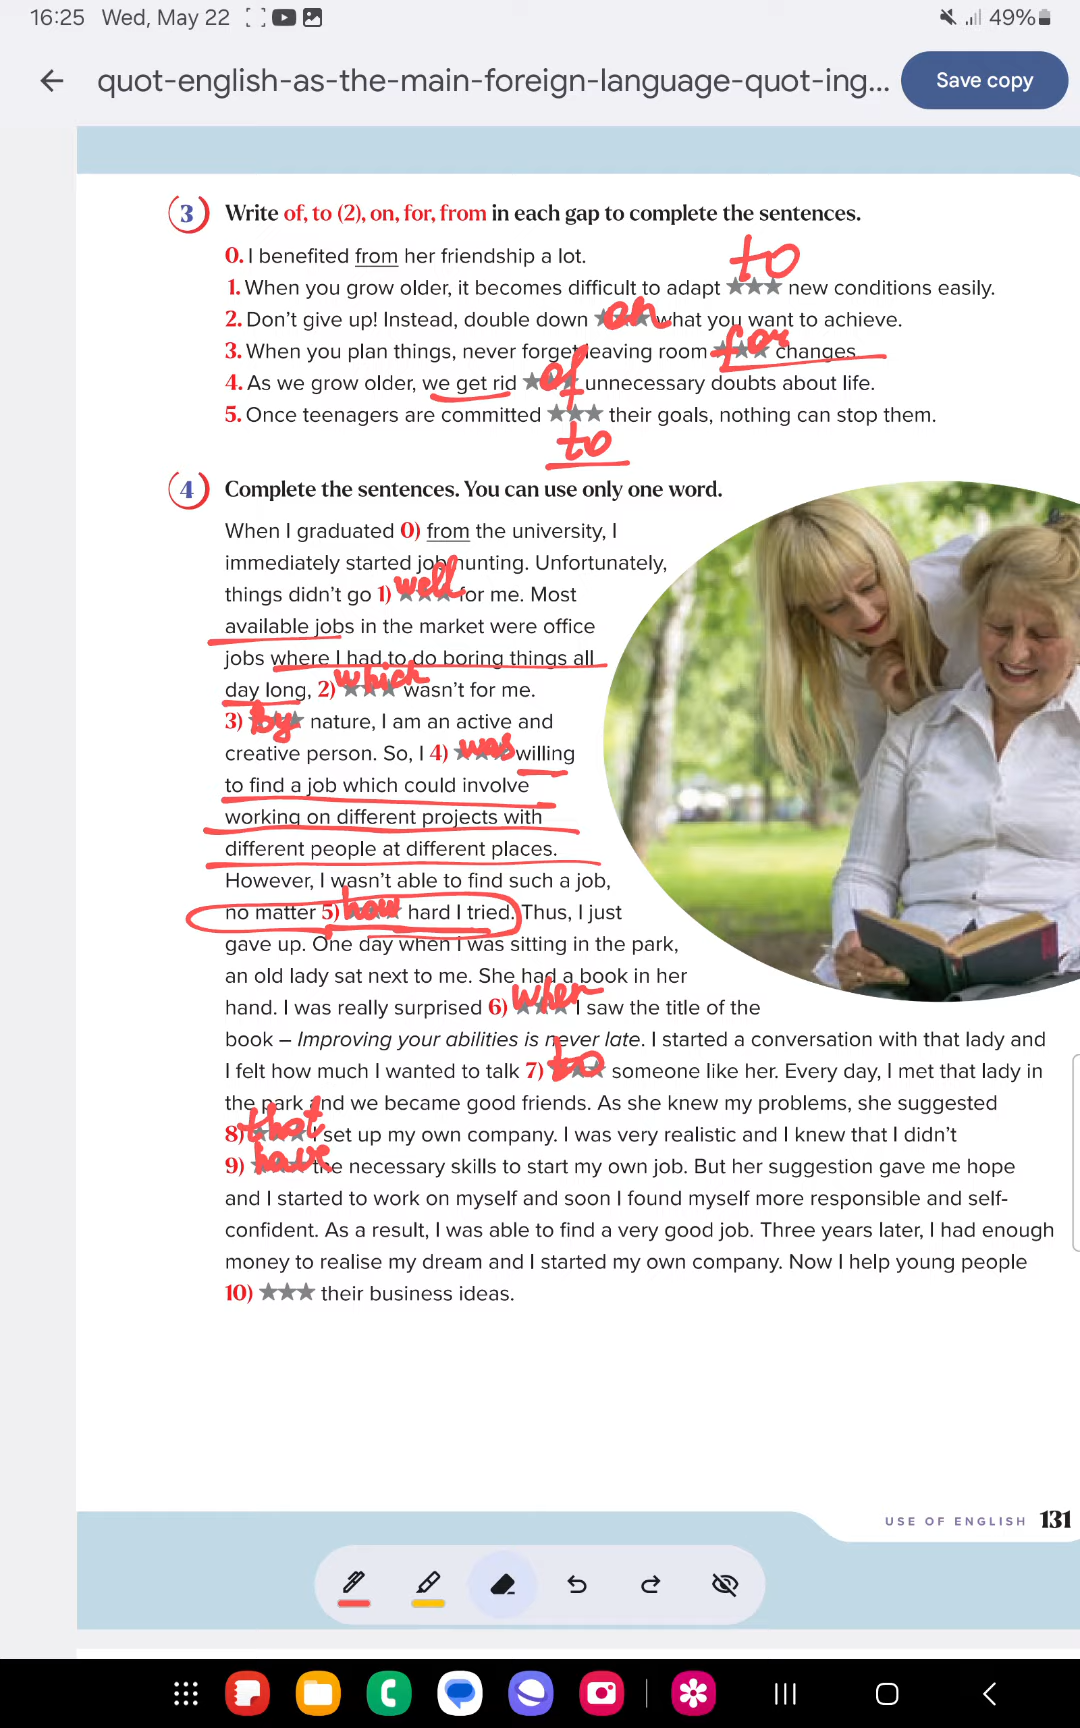 16:25 Wed, May 22 49%
quot-english-as-the-main-foreign-language-quot-ing... Save copy
3 Write of, to (2), on, for, from in each gap to complete the sentences.
0. I benefited from her friendship a lot.
to
1. When you grow older, it becomes difficult to adapt ★★★ new conditions easily.
2. Don't give up! Instead, double down on what you want to achieve.
3. When you plan things, never forget leaving room for changes
4. As we grow older, we get rid of unnecessary doubts about life.
5. Once teenagers are committed ★★★ their goals, nothing can stop them.
to
4 Complete the sentences. You can use only one word.
When I graduated 0) from the university, I
immediately started job hunting. Unfortunately,
things didn't go 1) well for me. Most
available jobs in the market were office
jobs where I had to do boring things all
day long, 2) which wasn't for me.
3) by nature, I am an active and
creative person. So, I 4) was willing
to find a job which could involve
working on different projects with
different people at different places.
However, I wasn't able to find such a job,
no matter 5) how hard I tried. Thus, I just
gave up. One day when I was sitting in the park,
an old lady sat next to me. She had a book in her
hand. I was really surprised 6) when I saw the title of the
book – Improving your abilities is never late. I started a conversation with that lady and
I felt how much I wanted to talk 7) to someone like her. Every day, I met that lady in
the park and we became good friends. As she knew my problems, she suggested
8) that I set up my own company. I was very realistic and I knew that I didn't
9) have the necessary skills to start my own job. But her suggestion gave me hope
and I started to work on myself and soon I found myself more responsible and self-
confident. As a result, I was able to find a very good job. Three years later, I had enough
money to realise my dream and I started my own company. Now I help young people
10) ★★★ their business ideas.
USE OF ENGLISH 131